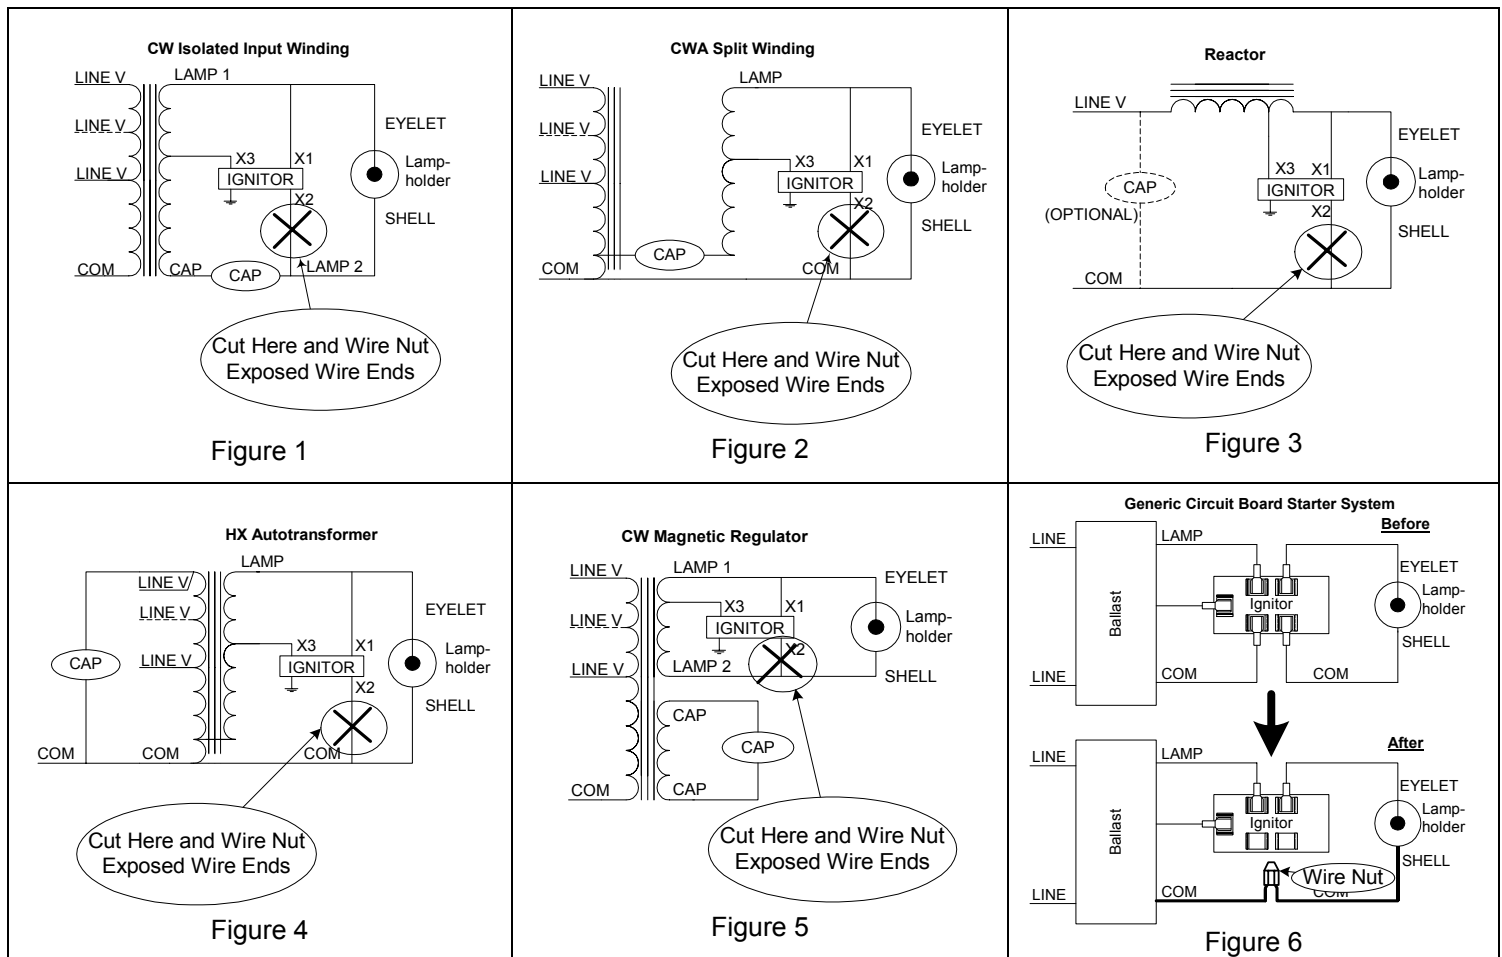 CW Isolated Input Winding
LINE V
LAMP 1
LINE V
EYELET
X3
X1
Lamp-
holder
LINE V
IGNITOR
X2
SHELL
COM
CAP
CAP
LAMP 2
Cut Here and Wire Nut
Exposed Wire Ends
Figure 1
CWA Split Winding
LINE V
LAMP
LINE V
EYELET
X3
X1
Lamp-
holder
LINE V
IGNITOR
X2
SHELL
CAP
COM
COM
Cut Here and Wire Nut
Exposed Wire Ends
Figure 2
Reactor
LINE V
EYELET
X3
X1
Lamp-
holder
CAP
IGNITOR
(OPTIONAL)
X2
SHELL
COM
Cut Here and Wire Nut
Exposed Wire Ends
Figure 3
HX Autotransformer
LAMP
LINE V
LINE V
EYELET
X3
X1
Lamp-
holder
CAP
LINE V
IGNITOR
X2
SHELL
COM
COM
COM
Cut Here and Wire Nut
Exposed Wire Ends
Figure 4
CW Magnetic Regulator
LINE V
LAMP 1
EYELET
X3
X1
LINE V
IGNITOR
Lamp-
holder
X2
LINE V
LAMP 2
SHELL
CAP
CAP
COM
CAP
Cut Here and Wire Nut
Exposed Wire Ends
Figure 5
Generic Circuit Board Starter System
Before
LINE
LAMP
EYELET
Ballast
Ignitor
Lamp-
holder
SHELL
LINE
COM
COM
After
LINE
LAMP
EYELET
Ballast
Ignitor
Lamp-
holder
SHELL
Wire Nut
LINE
COM
COM
Figure 6